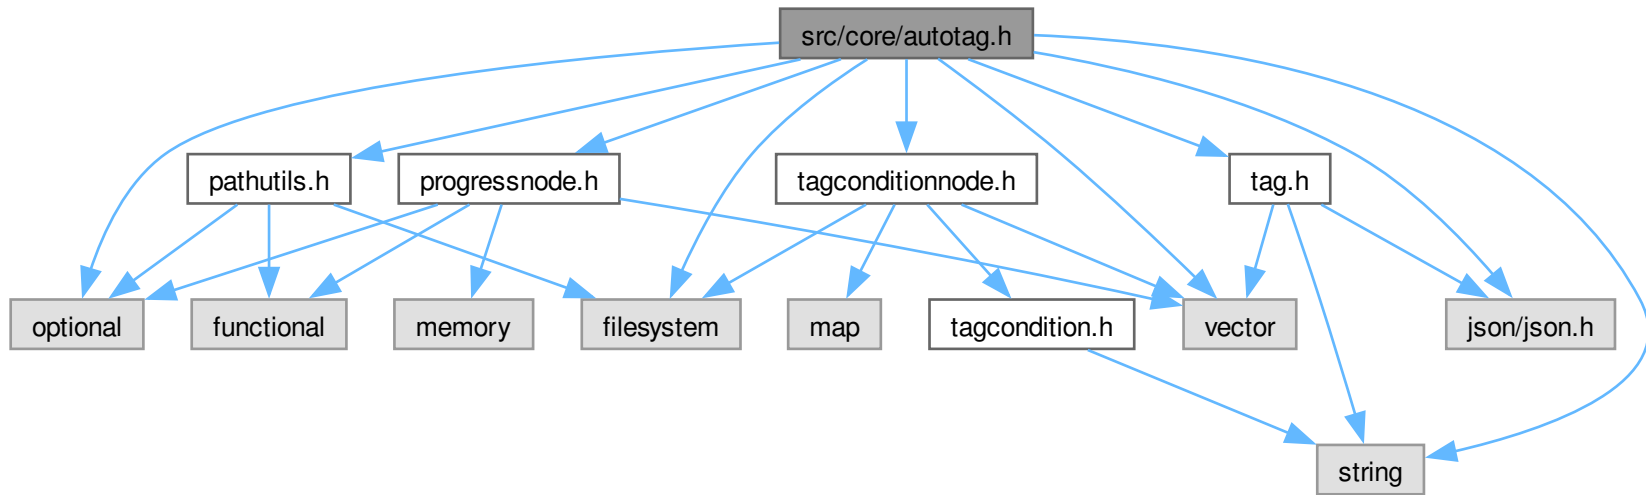 src/core/autotag.h
pathutils.h
progressnode.h
tagconditionnode.h
tag.h
optional
functional
memory
filesystem
map
tagcondition.h
vector
json/json.h
string